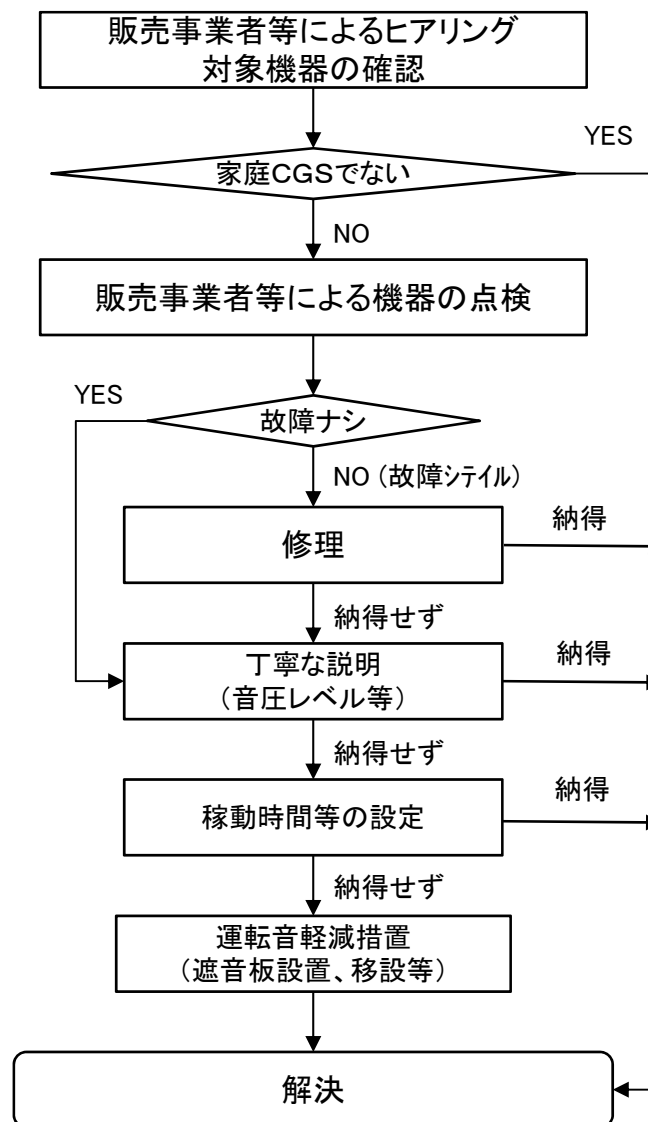 販売事業者等によるヒアリング
対象機器の確認
YES
家庭CGSでない
NO
販売事業者等による機器の点検
YES
故障ナシ
NO（故障シテイル）
修理
納得
納得せず
丁寧な説明
（音圧レベル等）
納得
納得せず
稼動時間等の設定
納得
納得せず
運転音軽減措置
（遮音板設置、移設等）
解決